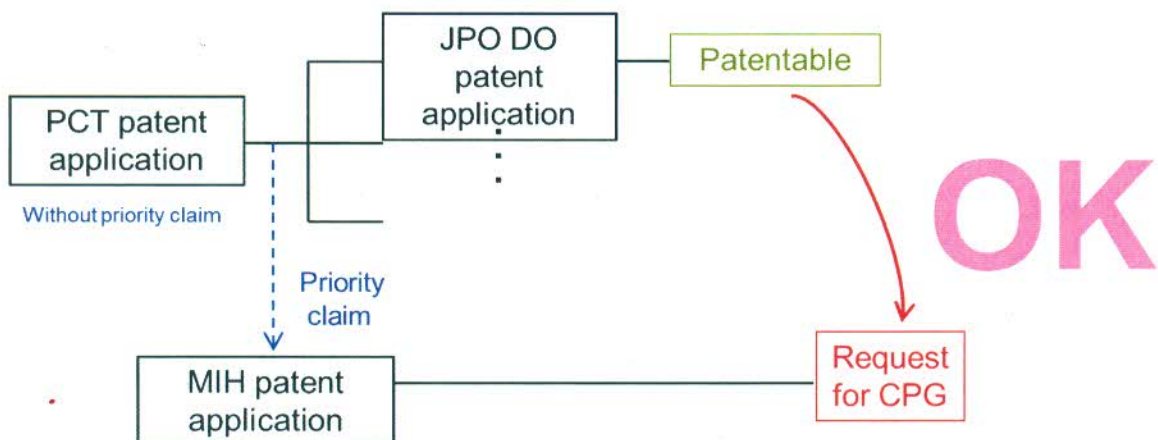 JPO DO
patent
application
Patentable
PCT patent
application
Without priority claim
OK
Priority
claim
MIH patent
application
Request
for CPG